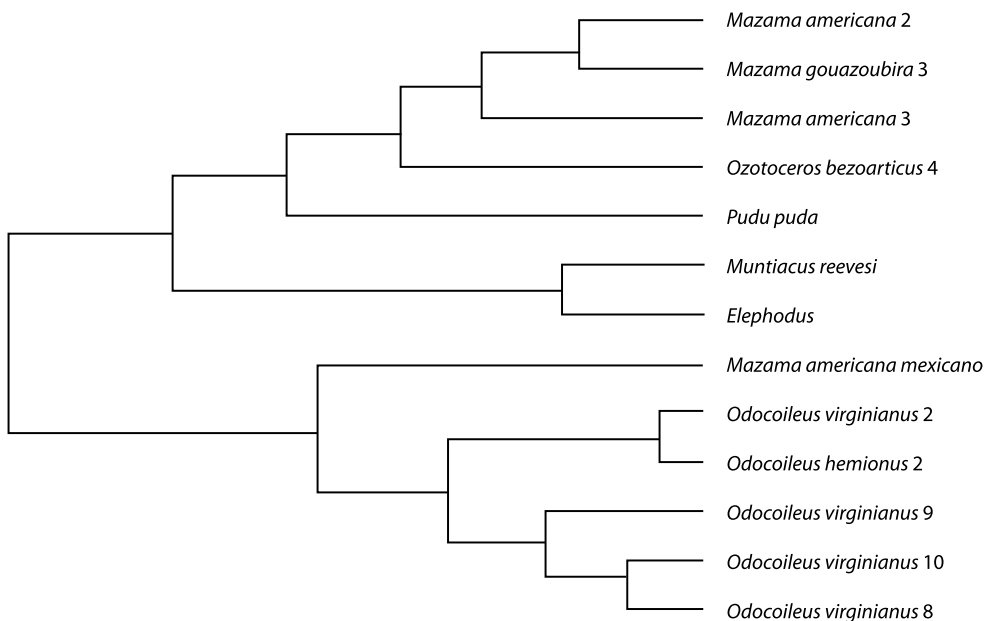 Mazama americana 2
Mazama gouazoubira 3
Mazama americana 3
Ozotoceros bezoarticus 4
Pudu puda
Muntiacus reevesi
Elephodus
Mazama americana mexicano
Odocoileus virginianus 2
Odocoileus hemionus 2
Odocoileus virginianus 9
Odocoileus virginianus 10
Odocoileus virginianus 8